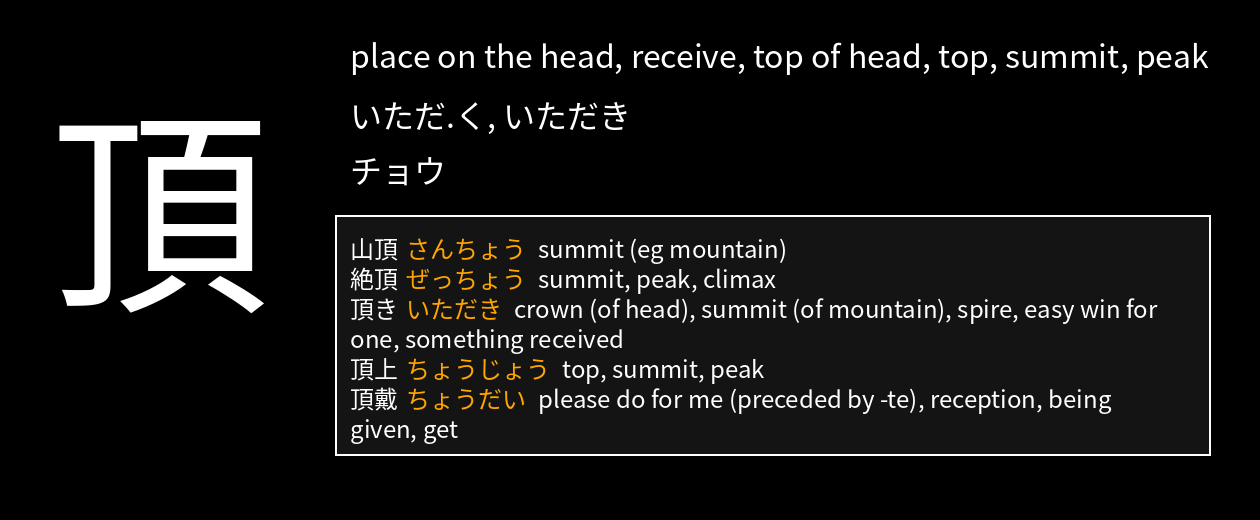 頂
place on the head, receive, top of head, top, summit, peak
いただ.く, いただき
チョウ
山頂 さんちょう summit (eg mountain)
絶頂 ぜっちょう summit, peak, climax
頂き いただき crown (of head), summit (of mountain), spire, easy win for
one, something received
頂上 ちょうじょう top, summit, peak
頂戴 ちょうだい please do for me (preceded by -te), reception, being
given, get